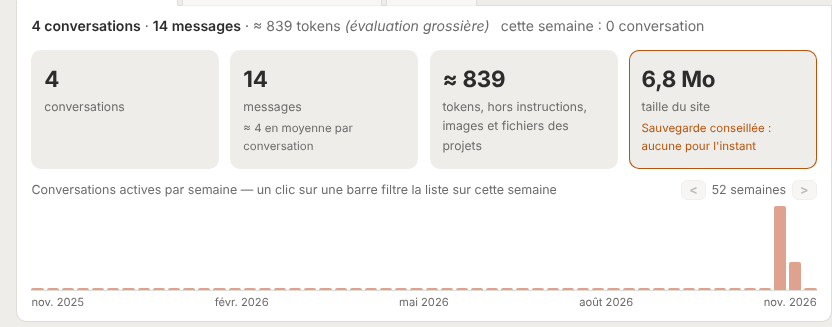 4 conversations · 14 messages · ≈ 839 tokens (évaluation grossière) cette semaine : 0 conversation
4
conversations
14
messages
≈ 4 en moyenne par
conversation
≈ 839
tokens, hors instructions,
images et fichiers des
projets
6,8 Mo
taille du site
Sauvegarde conseillée :
aucune pour l'instant
Conversations actives par semaine — un clic sur une barre filtre la liste sur cette semaine
< 52 semaines >
nov. 2025 févr. 2026 mai 2026 août 2026 nov. 2026